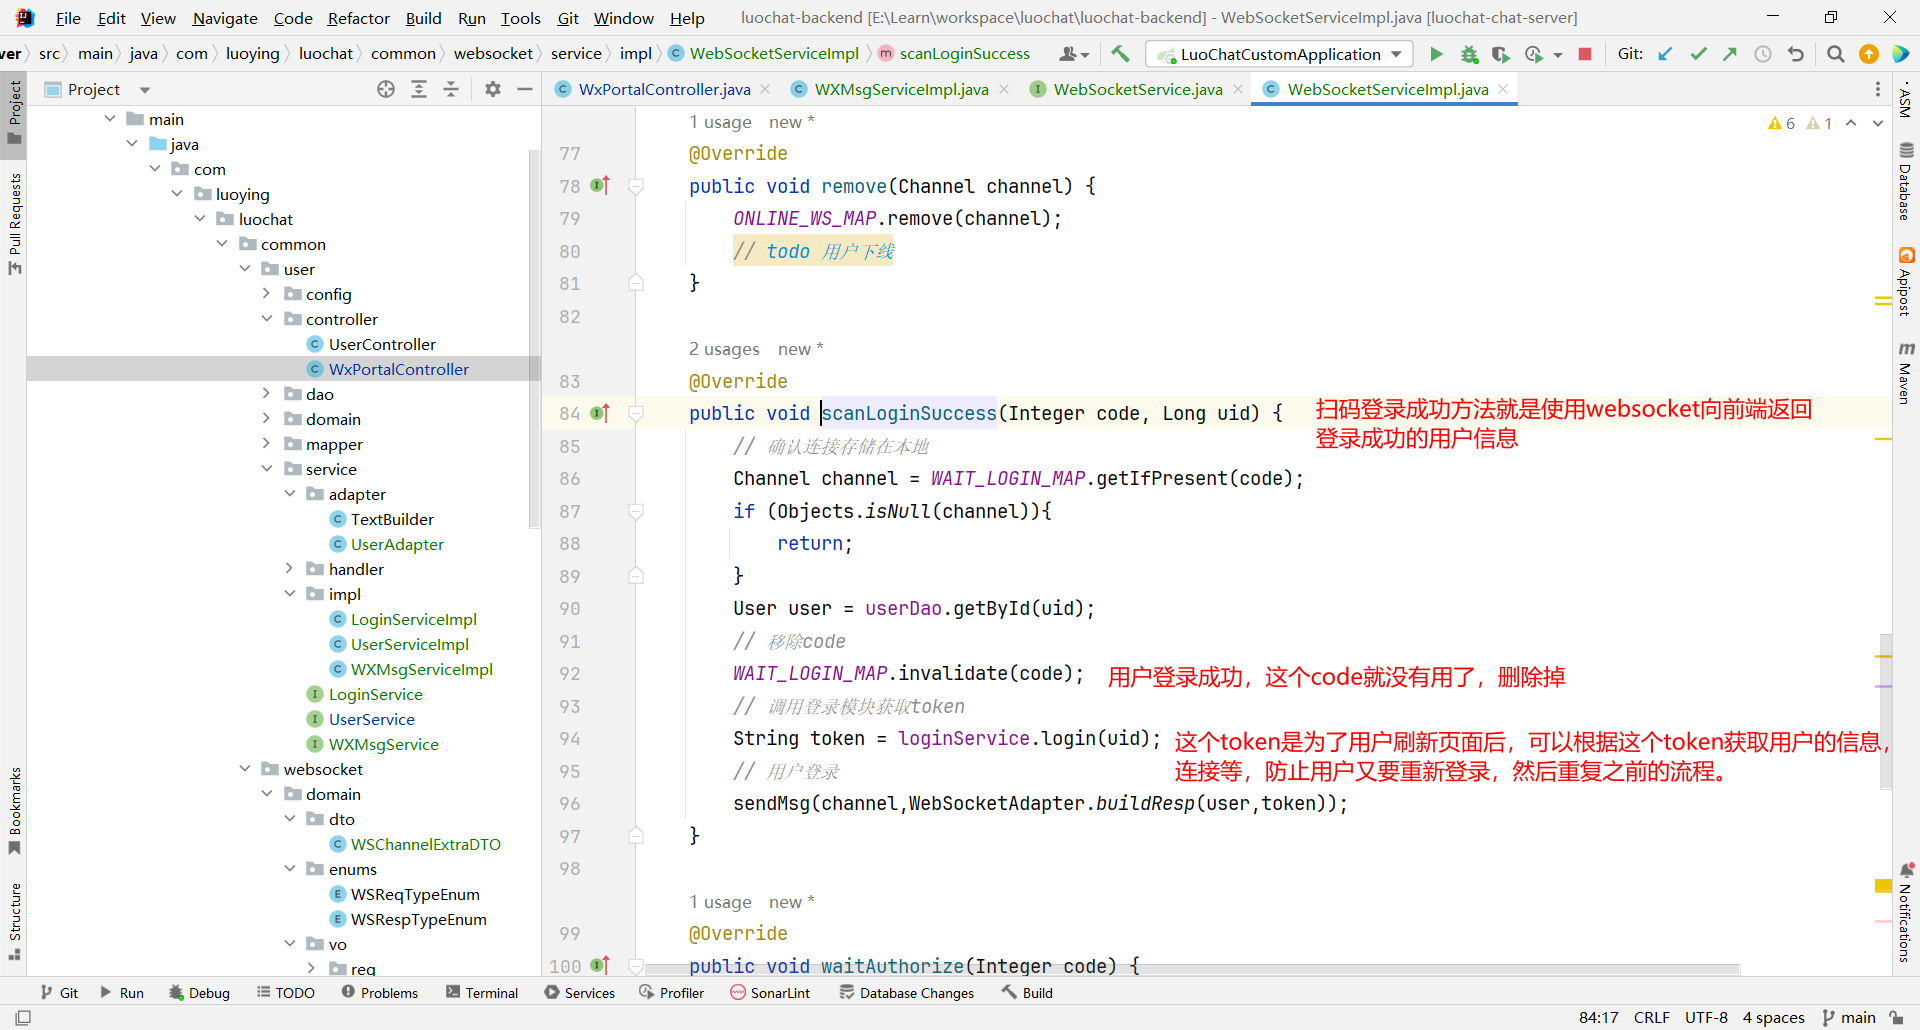 File Edit View Navigate Code Refactor Build Run Tools Git Window Help luochat-backend [E:\Learn\workspace\luochat\luochat-backend] - WebSocketServiceImpl.java [luochat-chat-server]
ver src main java com luoying luochat common websocket service impl WebSocketServiceImpl scanLoginSuccess LuoChatCustomApplication Git:
Project WxPortalController.java WXMsgServiceImpl.java WebSocketService.java WebSocketServiceImpl.java
Project
Pull Requests
Bookmarks
Structure
main
java
com
luoying
luochat
common
user
config
controller
UserController
WxPortalController
dao
domain
mapper
service
adapter
TextBuilder
UserAdapter
handler
impl
LoginServiceImpl
UserServiceImpl
WXMsgServiceImpl
LoginService
UserService
WXMsgService
websocket
domain
dto
WSChannelExtraDTO
enums
WSReqTypeEnum
WSRespTypeEnum
vo
req
1 usage new *
6 1
77 @Override
78 public void remove(Channel channel) {
79 ONLINE_WS_MAP.remove(channel);
80 // todo 用户下线
81 }
82
2 usages new *
83 @Override
84 public void scanLoginSuccess(Integer code, Long uid) {
扫码登录成功方法就是使用websocket向前端返回
登录成功的用户信息
85 // 确认连接存储在本地
86 Channel channel = WAIT_LOGIN_MAP.getIfPresent(code);
87 if (Objects.isNull(channel)){
88 return;
89 }
90 User user = userDao.getById(uid);
91 // 移除code
92 WAIT_LOGIN_MAP.invalidate(code); 用户登录成功，这个code就没有用了，删除掉
93 // 调用登录模块获取token
94 String token = loginService.login(uid); 这个token是为了用户刷新页面后，可以根据这个token获取用户的信息，
连接等，防止用户又要重新登录，然后重复之前的流程。
95 // 用户登录
96 sendMsg(channel,WebSocketAdapter.buildResp(user,token));
97 }
98
1 usage new *
99 @Override
100 public void waitAuthorize(Integer code) {
ASM
Database
Apipost
Maven
Notifications
Git Run Debug TODO Problems Terminal Services Profiler SonarLint Database Changes Build
84:17 CRLF UTF-8 4 spaces main